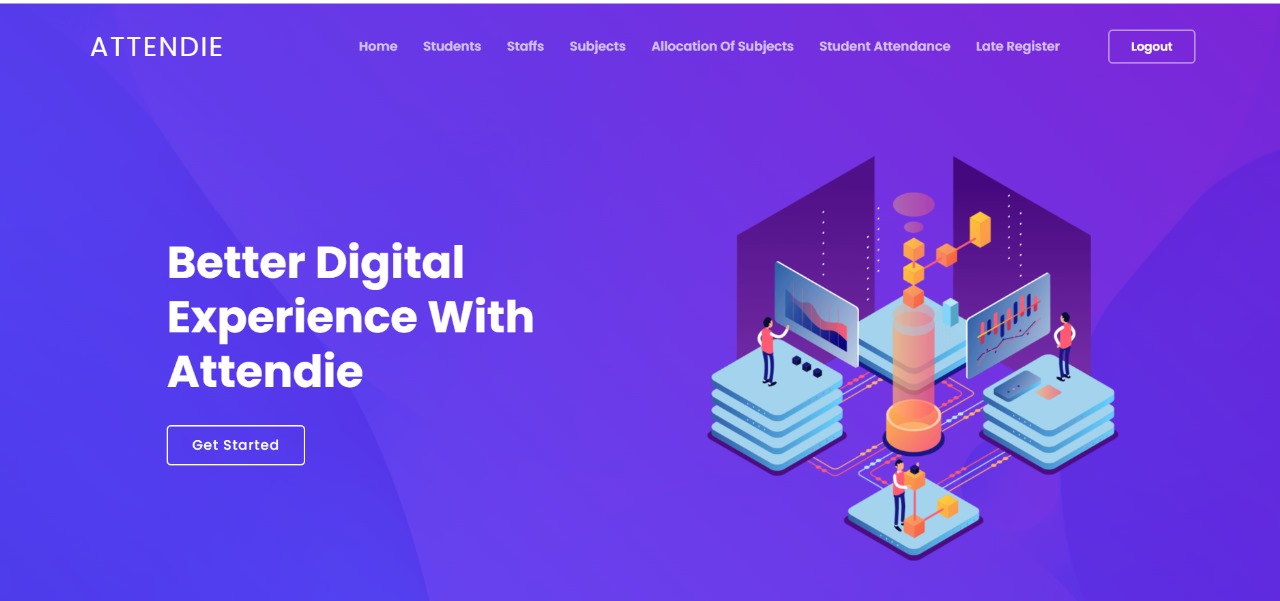 ATTENDIE
Home Students Staffs Subjects Allocation Of Subjects Student Attendance Late Register Logout
Better Digital
Experience With
Attendie
Get Started